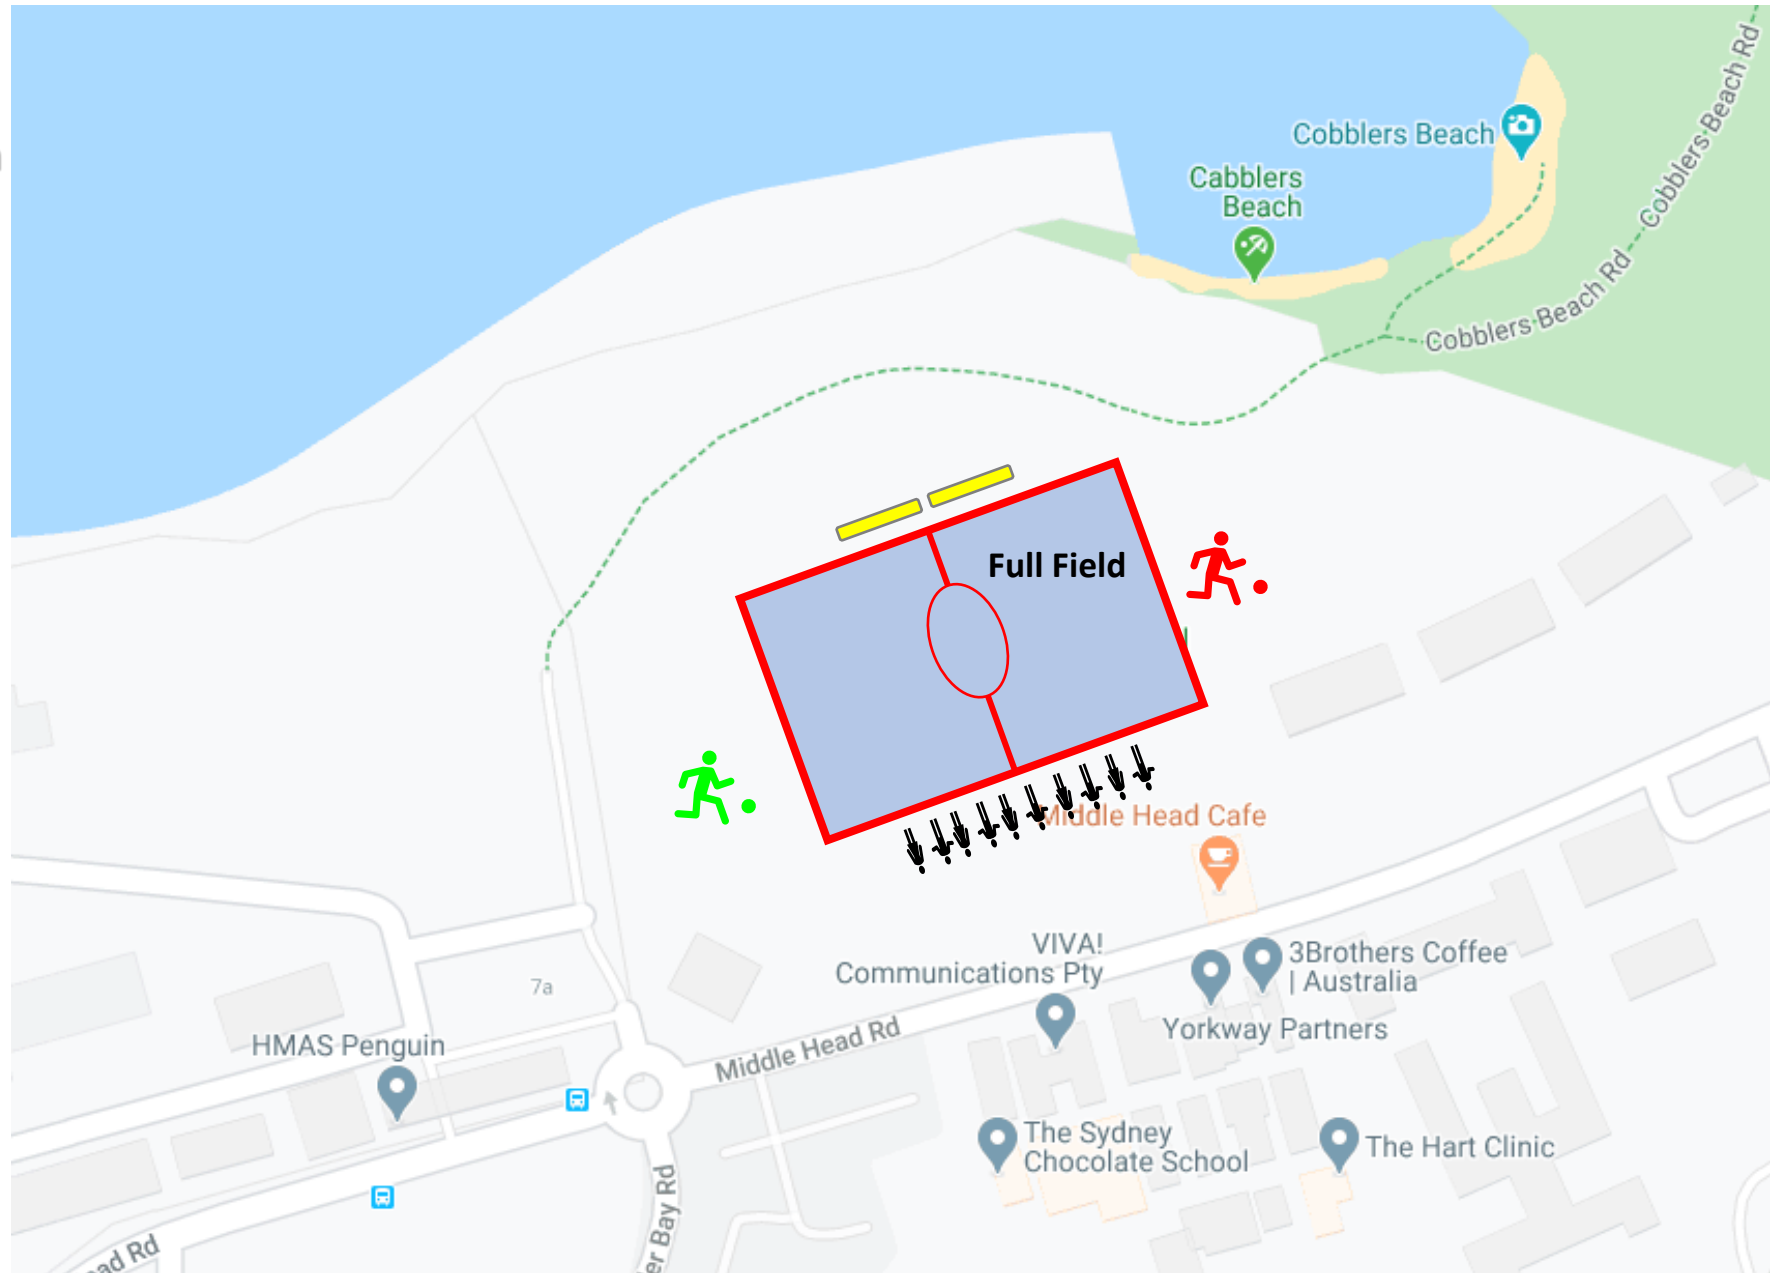 Cobblers Beach Rd
Cobblers Beach
Cabblers
Beach
Cobblers Beach Rd
Full Field
Middle Head Cafe
VIVA!
Communications Pty
3Brothers Coffee
| Australia
7a
Yorkway Partners
HMAS Penguin
Middle Head Rd
The Sydney
Chocolate School
The Hart Clinic
Bay Rd
Rd